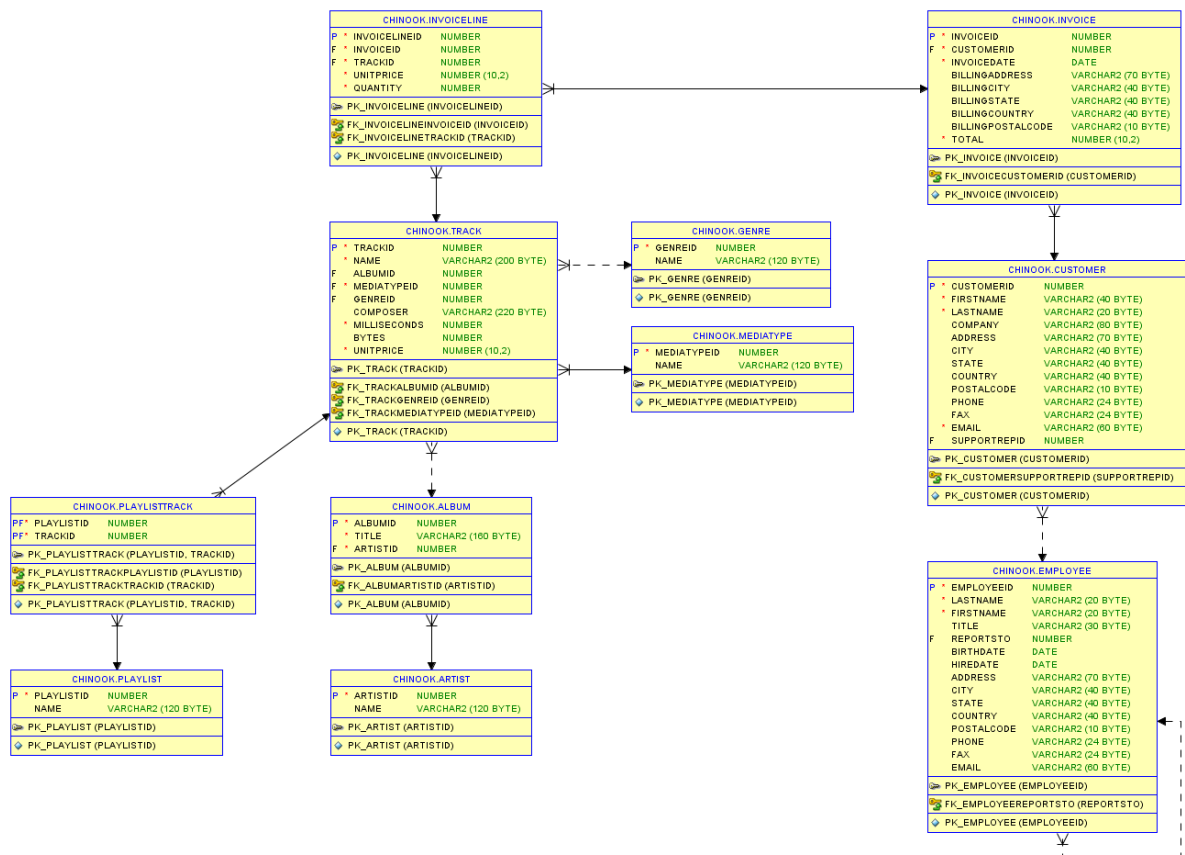 CHINOOK.INVOICELINE
P * INVOICELINEID NUMBER
F * INVOICEID NUMBER
F * TRACKID NUMBER
* UNITPRICE NUMBER (10,2)
* QUANTITY NUMBER
PK_INVOICELINE (INVOICELINEID)
FK_INVOICELINEINVOICEID (INVOICEID)
FK_INVOICELINETRACKID (TRACKID)
PK_INVOICELINE (INVOICELINEID)
CHINOOK.INVOICE
P * INVOICEID NUMBER
F * CUSTOMERID NUMBER
* INVOICEDATE DATE
BILLINGADDRESS VARCHAR2 (70 BYTE)
BILLINGCITY VARCHAR2 (40 BYTE)
BILLINGSTATE VARCHAR2 (40 BYTE)
BILLINGCOUNTRY VARCHAR2 (40 BYTE)
BILLINGPOSTALCODE VARCHAR2 (10 BYTE)
* TOTAL NUMBER (10,2)
PK_INVOICE (INVOICEID)
FK_INVOICECUSTOMERID (CUSTOMERID)
PK_INVOICE (INVOICEID)
CHINOOK.TRACK
P * TRACKID NUMBER
* NAME VARCHAR2 (200 BYTE)
F ALBUMID NUMBER
F * MEDIATYPEID NUMBER
F GENREID NUMBER
COMPOSER VARCHAR2 (220 BYTE)
* MILLISECONDS NUMBER
BYTES NUMBER
* UNITPRICE NUMBER (10,2)
PK_TRACK (TRACKID)
FK_TRACKALBUMID (ALBUMID)
FK_TRACKGENREID (GENREID)
FK_TRACKMEDIATYPEID (MEDIATYPEID)
PK_TRACK (TRACKID)
CHINOOK.GENRE
P * GENREID NUMBER
NAME VARCHAR2 (120 BYTE)
PK_GENRE (GENREID)
PK_GENRE (GENREID)
CHINOOK.MEDIATYPE
P * MEDIATYPEID NUMBER
NAME VARCHAR2 (120 BYTE)
PK_MEDIATYPE (MEDIATYPEID)
PK_MEDIATYPE (MEDIATYPEID)
CHINOOK.CUSTOMER
P * CUSTOMERID NUMBER
* FIRSTNAME VARCHAR2 (40 BYTE)
* LASTNAME VARCHAR2 (20 BYTE)
COMPANY VARCHAR2 (80 BYTE)
ADDRESS VARCHAR2 (70 BYTE)
CITY VARCHAR2 (40 BYTE)
STATE VARCHAR2 (40 BYTE)
COUNTRY VARCHAR2 (40 BYTE)
POSTALCODE VARCHAR2 (10 BYTE)
PHONE VARCHAR2 (24 BYTE)
FAX VARCHAR2 (24 BYTE)
* EMAIL VARCHAR2 (60 BYTE)
F SUPPORTREPID NUMBER
PK_CUSTOMER (CUSTOMERID)
FK_CUSTOMERSUPPORTREPID (SUPPORTREPID)
PK_CUSTOMER (CUSTOMERID)
CHINOOK.PLAYLISTTRACK
PF* PLAYLISTID NUMBER
PF* TRACKID NUMBER
PK_PLAYLISTTRACK (PLAYLISTID, TRACKID)
FK_PLAYLISTTRACKPLAYLISTID (PLAYLISTID)
FK_PLAYLISTTRACKTRACKID (TRACKID)
PK_PLAYLISTTRACK (PLAYLISTID, TRACKID)
CHINOOK.ALBUM
P * ALBUMID NUMBER
* TITLE VARCHAR2 (160 BYTE)
F * ARTISTID NUMBER
PK_ALBUM (ALBUMID)
FK_ALBUMARTISTID (ARTISTID)
PK_ALBUM (ALBUMID)
CHINOOK.PLAYLIST
P * PLAYLISTID NUMBER
NAME VARCHAR2 (120 BYTE)
PK_PLAYLIST (PLAYLISTID)
PK_PLAYLIST (PLAYLISTID)
CHINOOK.ARTIST
P * ARTISTID NUMBER
NAME VARCHAR2 (120 BYTE)
PK_ARTIST (ARTISTID)
PK_ARTIST (ARTISTID)
CHINOOK.EMPLOYEE
P * EMPLOYEEID NUMBER
* LASTNAME VARCHAR2 (20 BYTE)
* FIRSTNAME VARCHAR2 (20 BYTE)
TITLE VARCHAR2 (30 BYTE)
F REPORTSTO NUMBER
BIRTHDATE DATE
HIREDATE DATE
ADDRESS VARCHAR2 (70 BYTE)
CITY VARCHAR2 (40 BYTE)
STATE VARCHAR2 (40 BYTE)
COUNTRY VARCHAR2 (40 BYTE)
POSTALCODE VARCHAR2 (10 BYTE)
PHONE VARCHAR2 (24 BYTE)
FAX VARCHAR2 (24 BYTE)
EMAIL VARCHAR2 (60 BYTE)
PK_EMPLOYEE (EMPLOYEEID)
FK_EMPLOYEEREPORTSTO (REPORTSTO)
PK_EMPLOYEE (EMPLOYEEID)